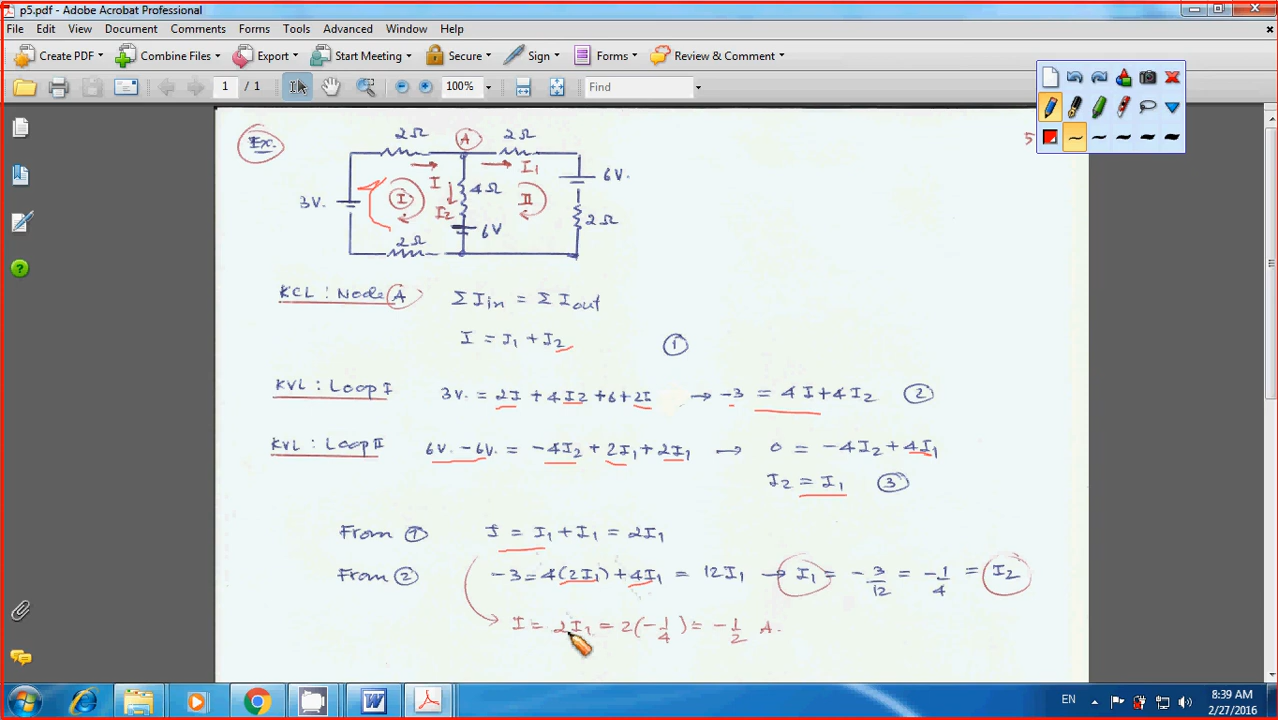 p5.pdf - Adobe Acrobat Professional
File Edit View Document Comments Forms Tools Advanced Window Help
Create PDF Combine Files Export Start Meeting Secure Sign Forms Review & Comment
1 / 1 100% Find
Ex.
2Ω A 2Ω
5
I I1
6V.
3V. I 4Ω II
I2 2Ω
2Ω 6V
KCL : Node A ΣIin = ΣIout
I = I1 + I2 ①
KVL : Loop I 3V. = 2I + 4I2 + 6 + 2I → -3 = 4I + 4I2 ②
KVL : Loop II 6V. - 6V. = -4I2 + 2I1 + 2I1 → 0 = -4I2 + 4I1
I2 = I1 ③
From ① I = I1 + I1 = 2I1
From ② -3 = 4(2I1) + 4I1 = 12I1 → I1 = -3/12 = -1/4 = I2
I = 2I1 = 2(-1/4) = -1/2 A.
EN 8:39 AM
2/27/2016